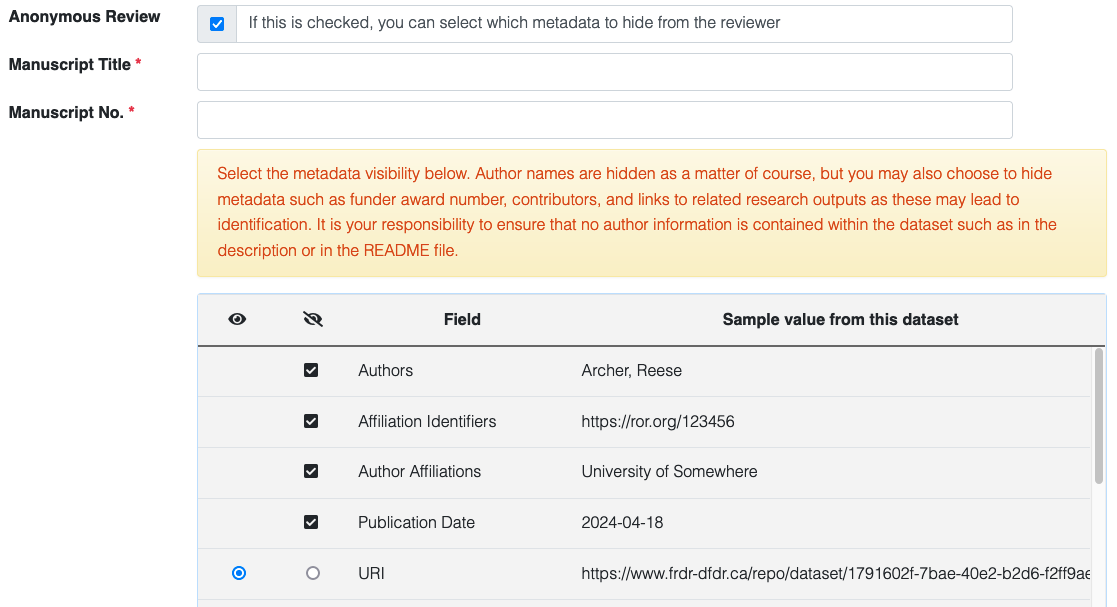 Anonymous Review
If this is checked, you can select which metadata to hide from the reviewer
Manuscript Title *
Manuscript No. *
Select the metadata visibility below. Author names are hidden as a matter of course, but you may also choose to hide
metadata such as funder award number, contributors, and links to related research outputs as these may lead to
identification. It is your responsibility to ensure that no author information is contained within the dataset such as in the
description or in the README file.
Field Sample value from this dataset
Authors Archer, Reese
Affiliation Identifiers https://ror.org/123456
Author Affiliations University of Somewhere
Publication Date 2024-04-18
URI https://www.frdr-dfdr.ca/repo/dataset/1791602f-7bae-40e2-b2d6-f2ff9ae